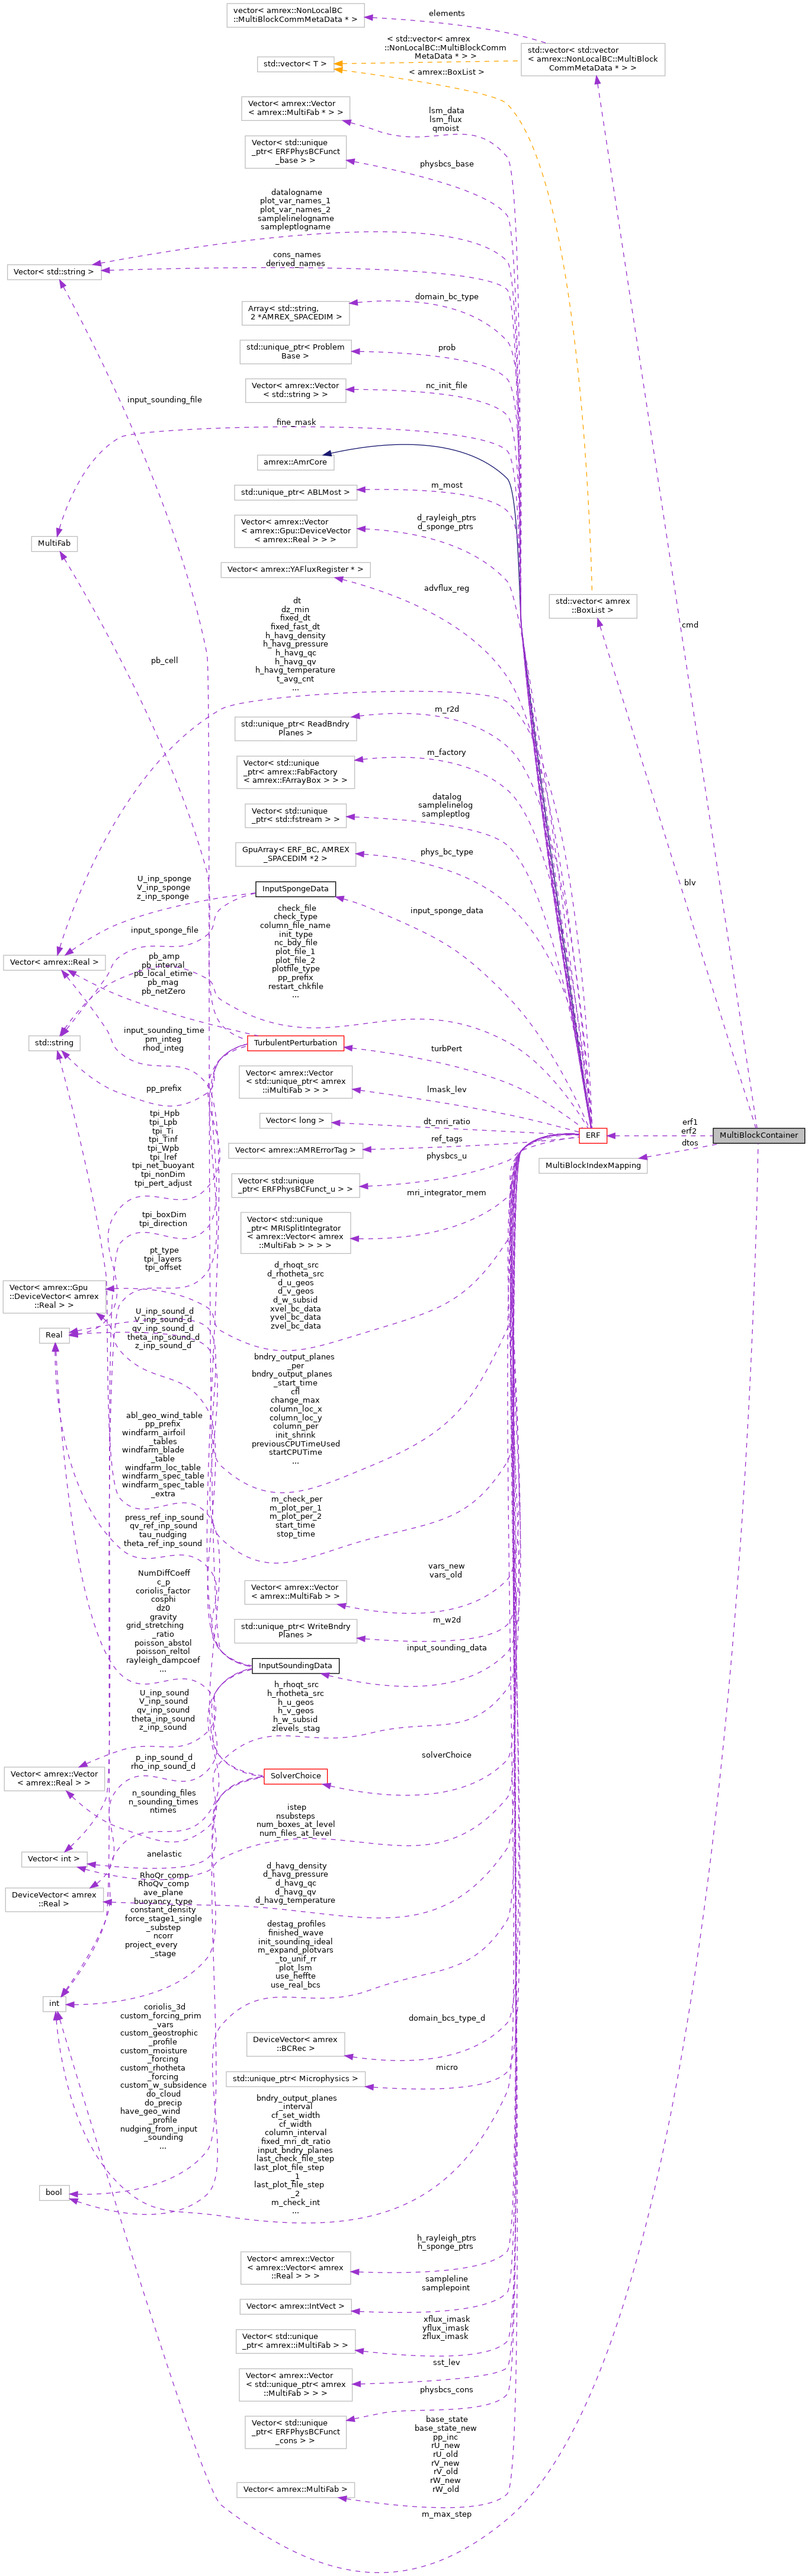 vector< amrex::NonLocalBC
::MultiBlockCommMetaData * >
elements
< std::vector< amrex
::NonLocalBC::MultiBlockComm
MetaData * > >
std::vector< std::vector
< amrex::NonLocalBC::MultiBlock
CommMetaData * > >
std::vector< T >
< amrex::BoxList >
Vector< amrex::Vector
< amrex::MultiFab * > >
lsm_data
lsm_flux
qmoist
Vector< std::unique
_ptr< ERFPhysBCFunct
_base > >
physbcs_base
datalogname
plot_var_names_1
plot_var_names_2
samplelinelogname
sampleptlogname
Vector< std::string >
cons_names
derived_names
Array< std::string,
2 *AMREX_SPACEDIM >
domain_bc_type
std::unique_ptr< Problem
Base >
prob
Vector< amrex::Vector
< std::string > >
nc_init_file
input_sounding_file
fine_mask
amrex::AmrCore
std::unique_ptr< ABLMost >
m_most
Vector< amrex::Vector
< amrex::Gpu::DeviceVector
< amrex::Real > > >
d_rayleigh_ptrs
d_sponge_ptrs
MultiFab
Vector< amrex::YAFluxRegister * >
advflux_reg
std::vector< amrex
::BoxList >
cmd
dt
dz_min
fixed_dt
fixed_fast_dt
h_havg_density
h_havg_pressure
h_havg_qc
h_havg_qv
h_havg_temperature
t_avg_cnt
...
pb_cell
std::unique_ptr< ReadBndry
Planes >
m_r2d
Vector< std::unique
_ptr< amrex::FabFactory
< amrex::FArrayBox > > >
m_factory
Vector< std::unique
_ptr< std::fstream > >
datalog
samplelinelog
sampleptlog
GpuArray< ERF_BC, AMREX
_SPACEDIM *2 >
phys_bc_type
U_inp_sponge
V_inp_sponge
z_inp_sponge
InputSpongeData
input_sponge_data
blv
check_file
check_type
column_file_name
init_type
nc_bdy_file
plot_file_1
plot_file_2
plotfile_type
pp_prefix
restart_chkfile
...
input_sponge_file
Vector< amrex::Real >
pb_amp
pb_interval
pb_local_etime
pb_mag
pb_netZero
std::string
input_sounding_time
pm_integ
rhod_integ
TurbulentPerturbation
turbPert
Vector< amrex::Vector
< std::unique_ptr< amrex
::iMultiFab > > >
lmask_lev
pp_prefix
Vector< long >
dt_mri_ratio
ERF
erf1
erf2
MultiBlockContainer
dtos
MultiBlockIndexMapping
Vector< amrex::AMRErrorTag >
ref_tags
tpi_Hpb
tpi_Lpb
tpi_Ti
tpi_Tinf
tpi_Wpb
tpi_lref
tpi_net_buoyant
tpi_nonDim
tpi_pert_adjust
Vector< std::unique
_ptr< ERFPhysBCFunct_u > >
physbcs_u
Vector< std::unique
_ptr< MRISplitIntegrator
< amrex::Vector< amrex
::MultiFab > > > >
mri_integrator_mem
tpi_boxDim
tpi_direction
pt_type
tpi_layers
tpi_offset
d_rhoqt_src
d_rhotheta_src
d_u_geos
d_v_geos
d_w_subsid
xvel_bc_data
yvel_bc_data
zvel_bc_data
Vector< amrex::Gpu
::DeviceVector< amrex
::Real > >
Real
U_inp_sound_d
V_inp_sound_d
qv_inp_sound_d
theta_inp_sound_d
z_inp_sound_d
bndry_output_planes
_per
bndry_output_planes
_start_time
cfl
change_max
column_loc_x
column_loc_y
column_per
init_shrink
previousCPUTimeUsed
startCPUTime
...
abl_geo_wind_table
pp_prefix
windfarm_airfoil
_tables
windfarm_blade
_table
windfarm_loc_table
windfarm_spec_table
windfarm_spec_table
_extra
m_check_per
m_plot_per_1
m_plot_per_2
start_time
stop_time
press_ref_inp_sound
qv_ref_inp_sound
tau_nudging
theta_ref_inp_sound
Vector< amrex::Vector
< amrex::MultiFab > >
vars_new
vars_old
NumDiffCoeff
c_p
coriolis_factor
cosphi
dz0
gravity
grid_stretching
_ratio
poisson_abstol
poisson_reltol
rayleigh_dampcoef
...
std::unique_ptr< WriteBndry
Planes >
m_w2d
InputSoundingData
input_sounding_data
h_rhoqt_src
h_rhotheta_src
h_u_geos
h_v_geos
h_w_subsid
zlevels_stag
U_inp_sound
V_inp_sound
qv_inp_sound
theta_inp_sound
z_inp_sound
Vector< amrex::Vector
< amrex::Real > >
p_inp_sound_d
rho_inp_sound_d
SolverChoice
solverChoice
n_sounding_files
n_sounding_times
ntimes
istep
nsubsteps
num_boxes_at_level
num_files_at_level
Vector< int >
anelastic
DeviceVector< amrex
::Real >
d_havg_density
d_havg_pressure
d_havg_qc
d_havg_qv
d_havg_temperature
RhoQr_comp
RhoQv_comp
ave_plane
buoyancy_type
constant_density
force_stage1_single
_substep
ncorr
project_every
_stage
destag_profiles
finished_wave
init_sounding_ideal
m_expand_plotvars
_to_unif_rr
plot_lsm
use_heffte
use_real_bcs
int
coriolis_3d
custom_forcing_prim
_vars
custom_geostrophic
_profile
custom_moisture
_forcing
custom_rhotheta
_forcing
custom_w_subsidence
do_cloud
do_precip
have_geo_wind
_profile
nudging_from_input
_sounding
...
DeviceVector< amrex
::BCRec >
domain_bcs_type_d
std::unique_ptr< Microphysics >
micro
bndry_output_planes
_interval
cf_set_width
cf_width
column_interval
fixed_mri_dt_ratio
input_bndry_planes
last_check_file_step
last_plot_file_step
_1
last_plot_file_step
_2
m_check_int
...
bool
Vector< amrex::Vector
< amrex::Vector< amrex
::Real > > >
h_rayleigh_ptrs
h_sponge_ptrs
Vector< amrex::IntVect >
sampleline
samplepoint
Vector< std::unique
_ptr< amrex::iMultiFab > >
xflux_imask
yflux_imask
zflux_imask
Vector< amrex::Vector
< std::unique_ptr< amrex
::MultiFab > > >
sst_lev
Vector< std::unique
_ptr< ERFPhysBCFunct
_cons > >
physbcs_cons
Vector< amrex::MultiFab >
base_state
base_state_new
pp_inc
rU_new
rU_old
rV_new
rV_old
rW_new
rW_old
m_max_step